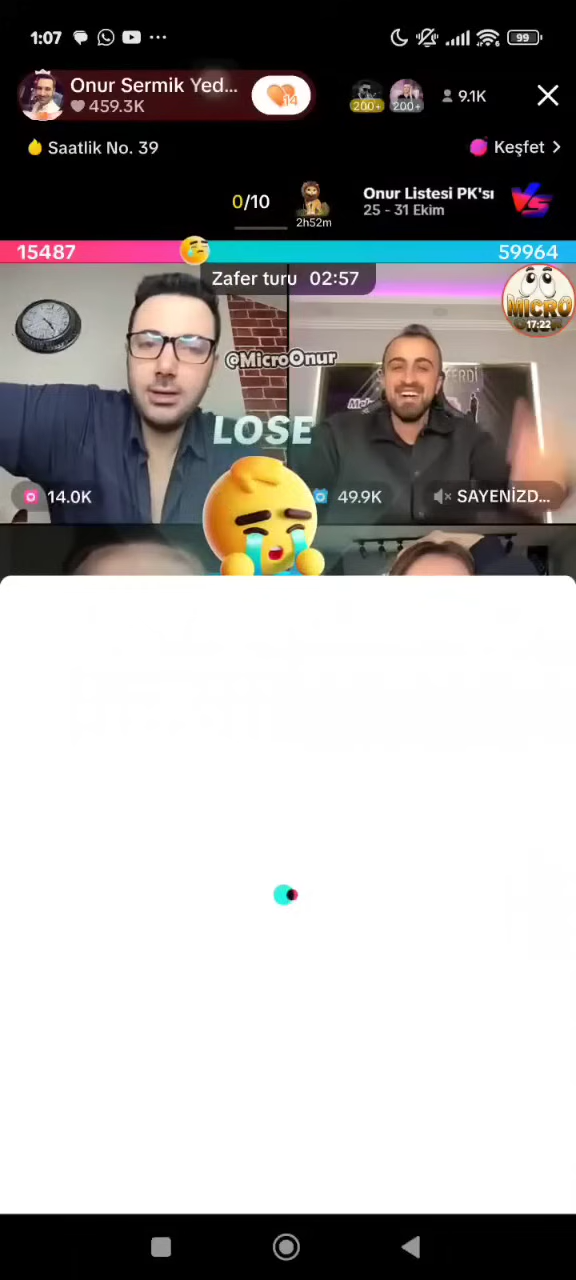 1:07
99
Onur Sermik Yed...
459.3K
14
200+
200+
9.1K
Saatlik No. 39
Keşfet
0/10
2h52m
Onur Listesi PK'sı
25 - 31 Ekim
VS
15487
59964
Zafer turu 02:57
MICRO
17:22
@MicroOnur
LOSE
14.0K
49.9K
SAYENİZD...